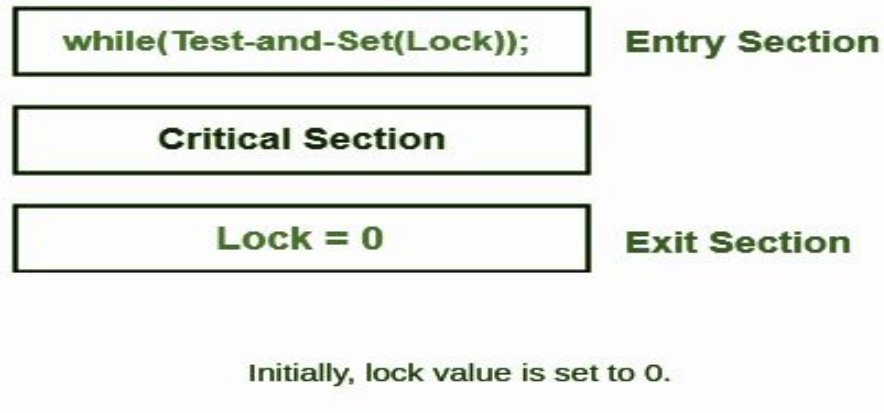 while(Test-and-Set(Lock)); Entry Section
Critical Section
Lock = 0 Exit Section
Initially, lock value is set to 0.